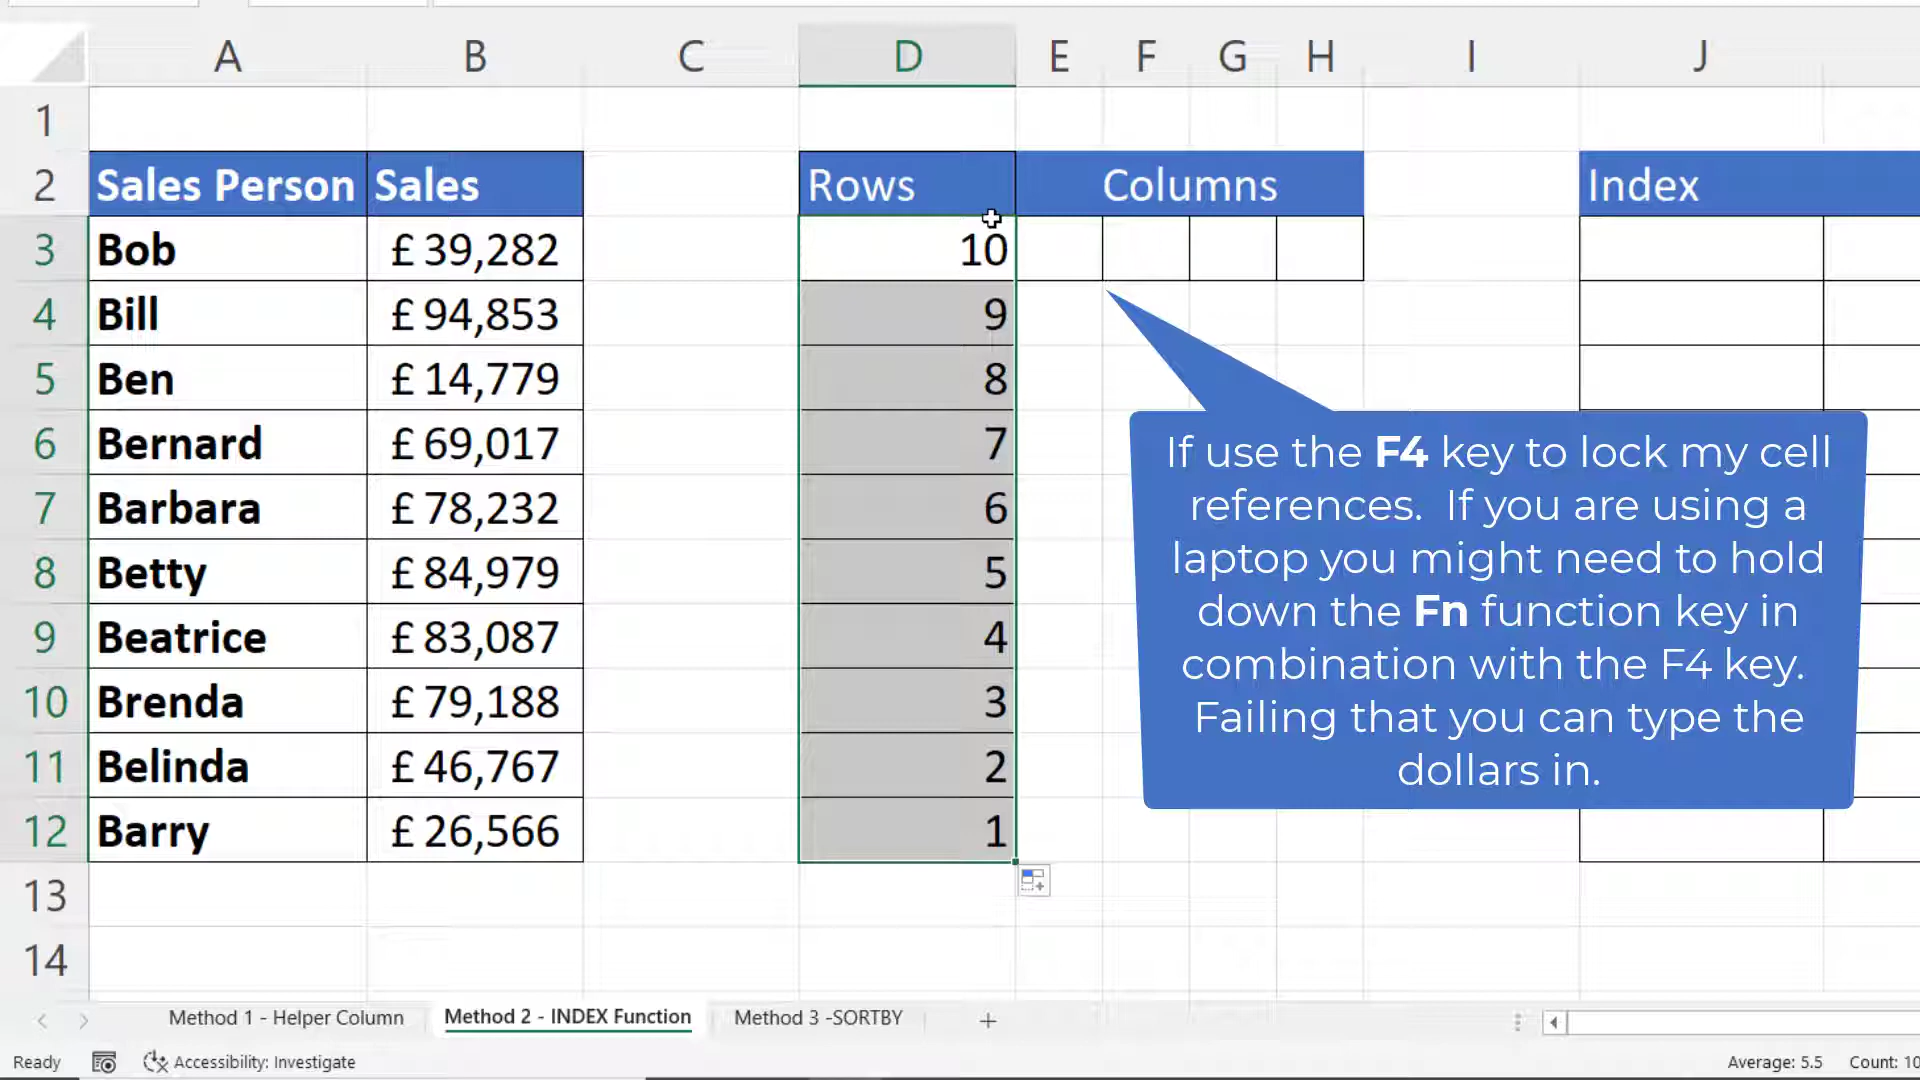 A B C D E F G H I J
1
2 Sales Person Sales Rows Columns Index
3 Bob £ 39,282 10
4 Bill £ 94,853 9
5 Ben £ 14,779 8
6 Bernard £ 69,017 7
7 Barbara £ 78,232 6
8 Betty £ 84,979 5
9 Beatrice £ 83,087 4
10 Brenda £ 79,188 3
11 Belinda £ 46,767 2
12 Barry £ 26,566 1
13
14
If use the F4 key to lock my cell
references. If you are using a
laptop you might need to hold
down the Fn function key in
combination with the F4 key.
Failing that you can type the
dollars in.
Method 1 - Helper Column Method 2 - INDEX Function Method 3 -SORTBY
Ready Accessibility: Investigate Average: 5.5 Count: 10